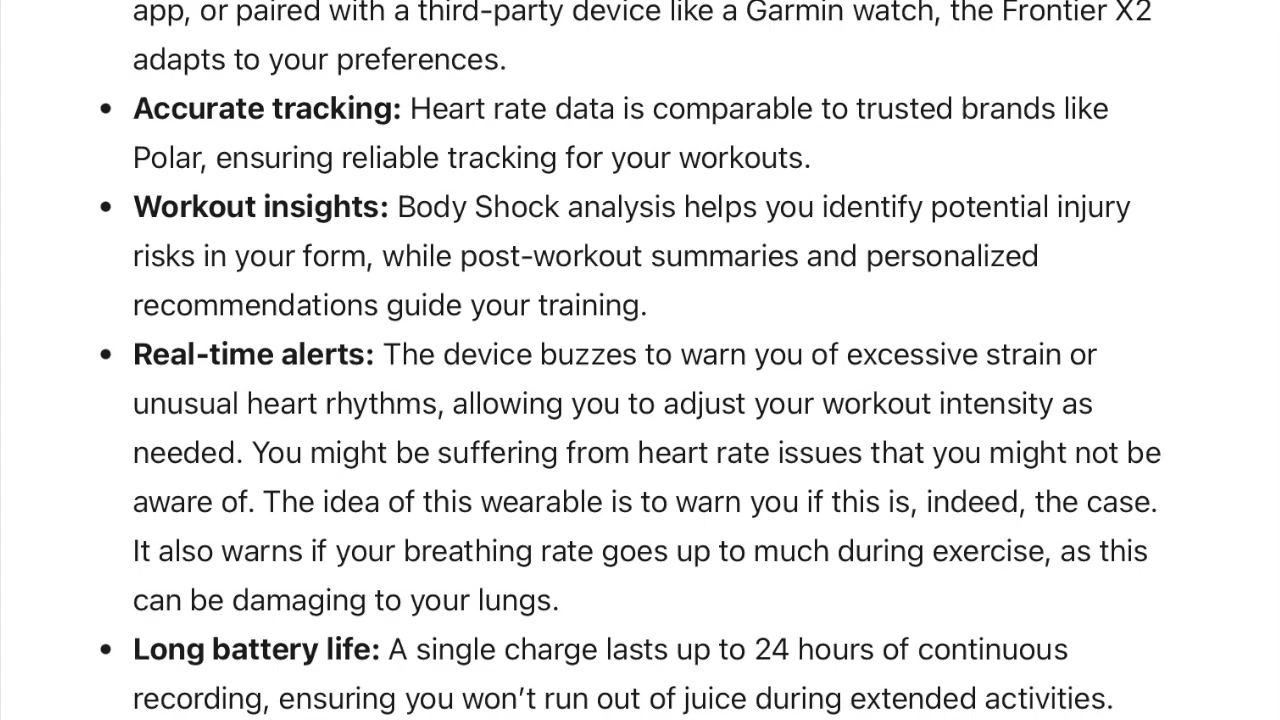 app, or paired with a third-party device like a Garmin watch, the Frontier X2
adapts to your preferences.
• Accurate tracking: Heart rate data is comparable to trusted brands like
Polar, ensuring reliable tracking for your workouts.
• Workout insights: Body Shock analysis helps you identify potential injury
risks in your form, while post-workout summaries and personalized
recommendations guide your training.
• Real-time alerts: The device buzzes to warn you of excessive strain or
unusual heart rhythms, allowing you to adjust your workout intensity as
needed. You might be suffering from heart rate issues that you might not be
aware of. The idea of this wearable is to warn you if this is, indeed, the case.
It also warns if your breathing rate goes up to much during exercise, as this
can be damaging to your lungs.
• Long battery life: A single charge lasts up to 24 hours of continuous
recording, ensuring you won’t run out of juice during extended activities.